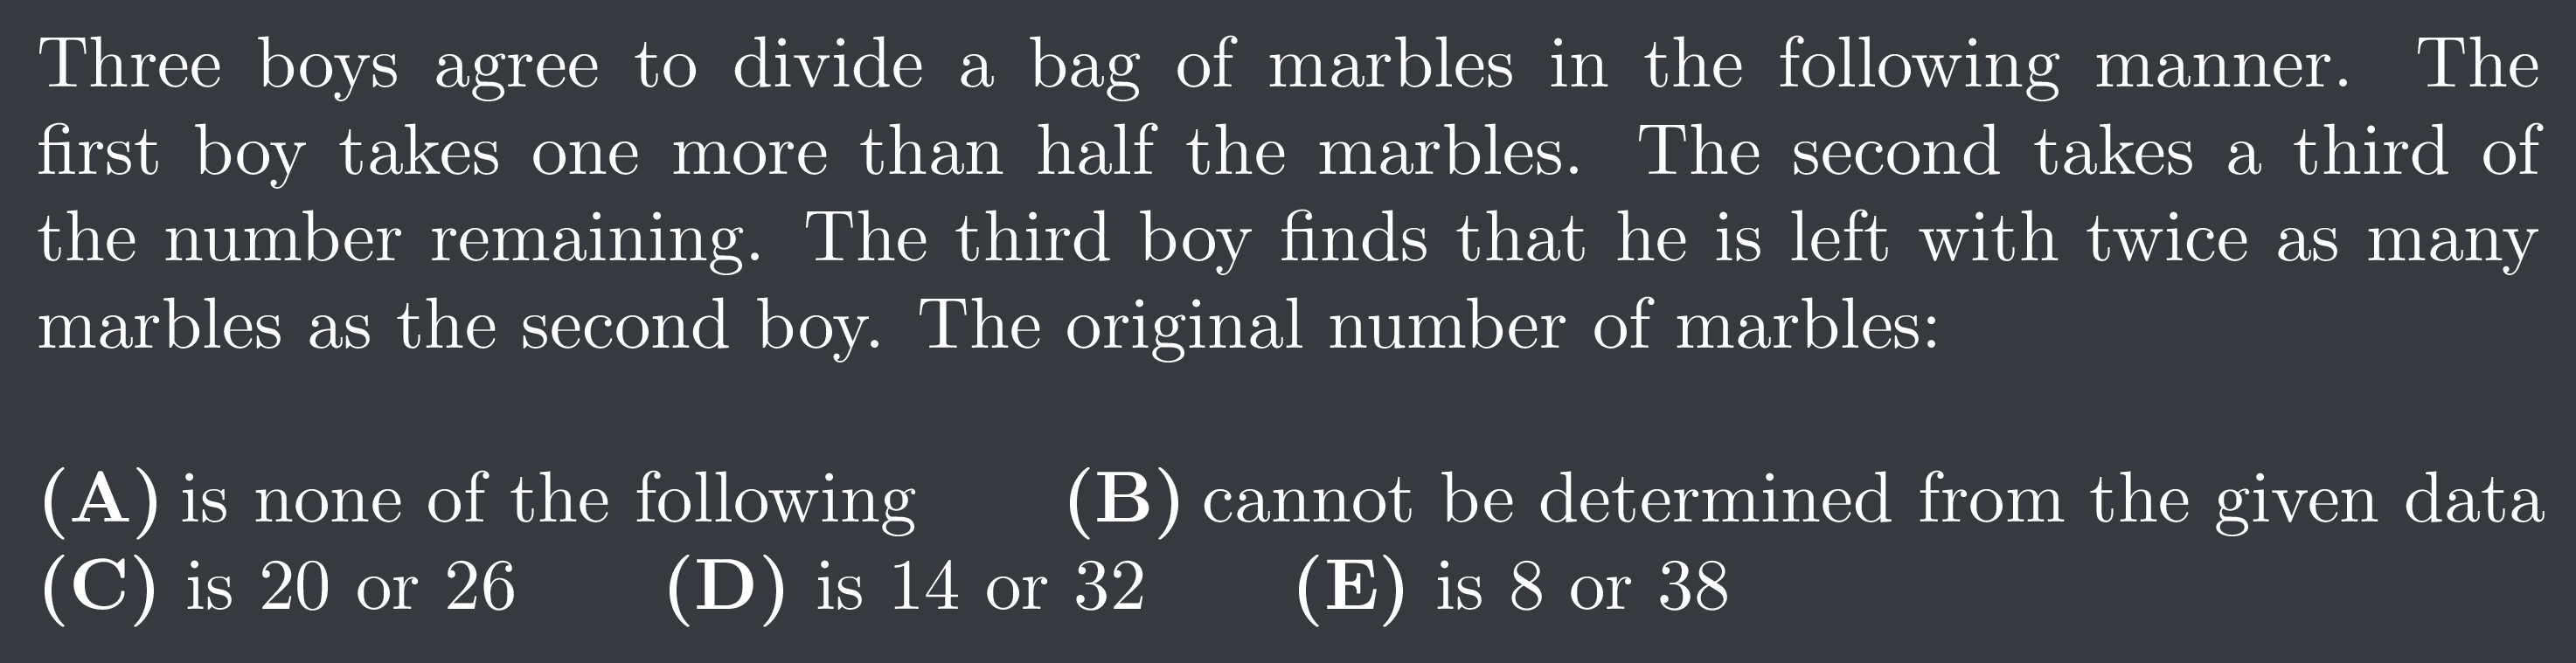 Three boys agree to divide a bag of marbles in the following manner. The
first boy takes one more than half the marbles. The second takes a third of
the number remaining. The third boy finds that he is left with twice as many
marbles as the second boy. The original number of marbles:
(A) is none of the following (B) cannot be determined from the given data
(C) is 20 or 26 (D) is 14 or 32 (E) is 8 or 38